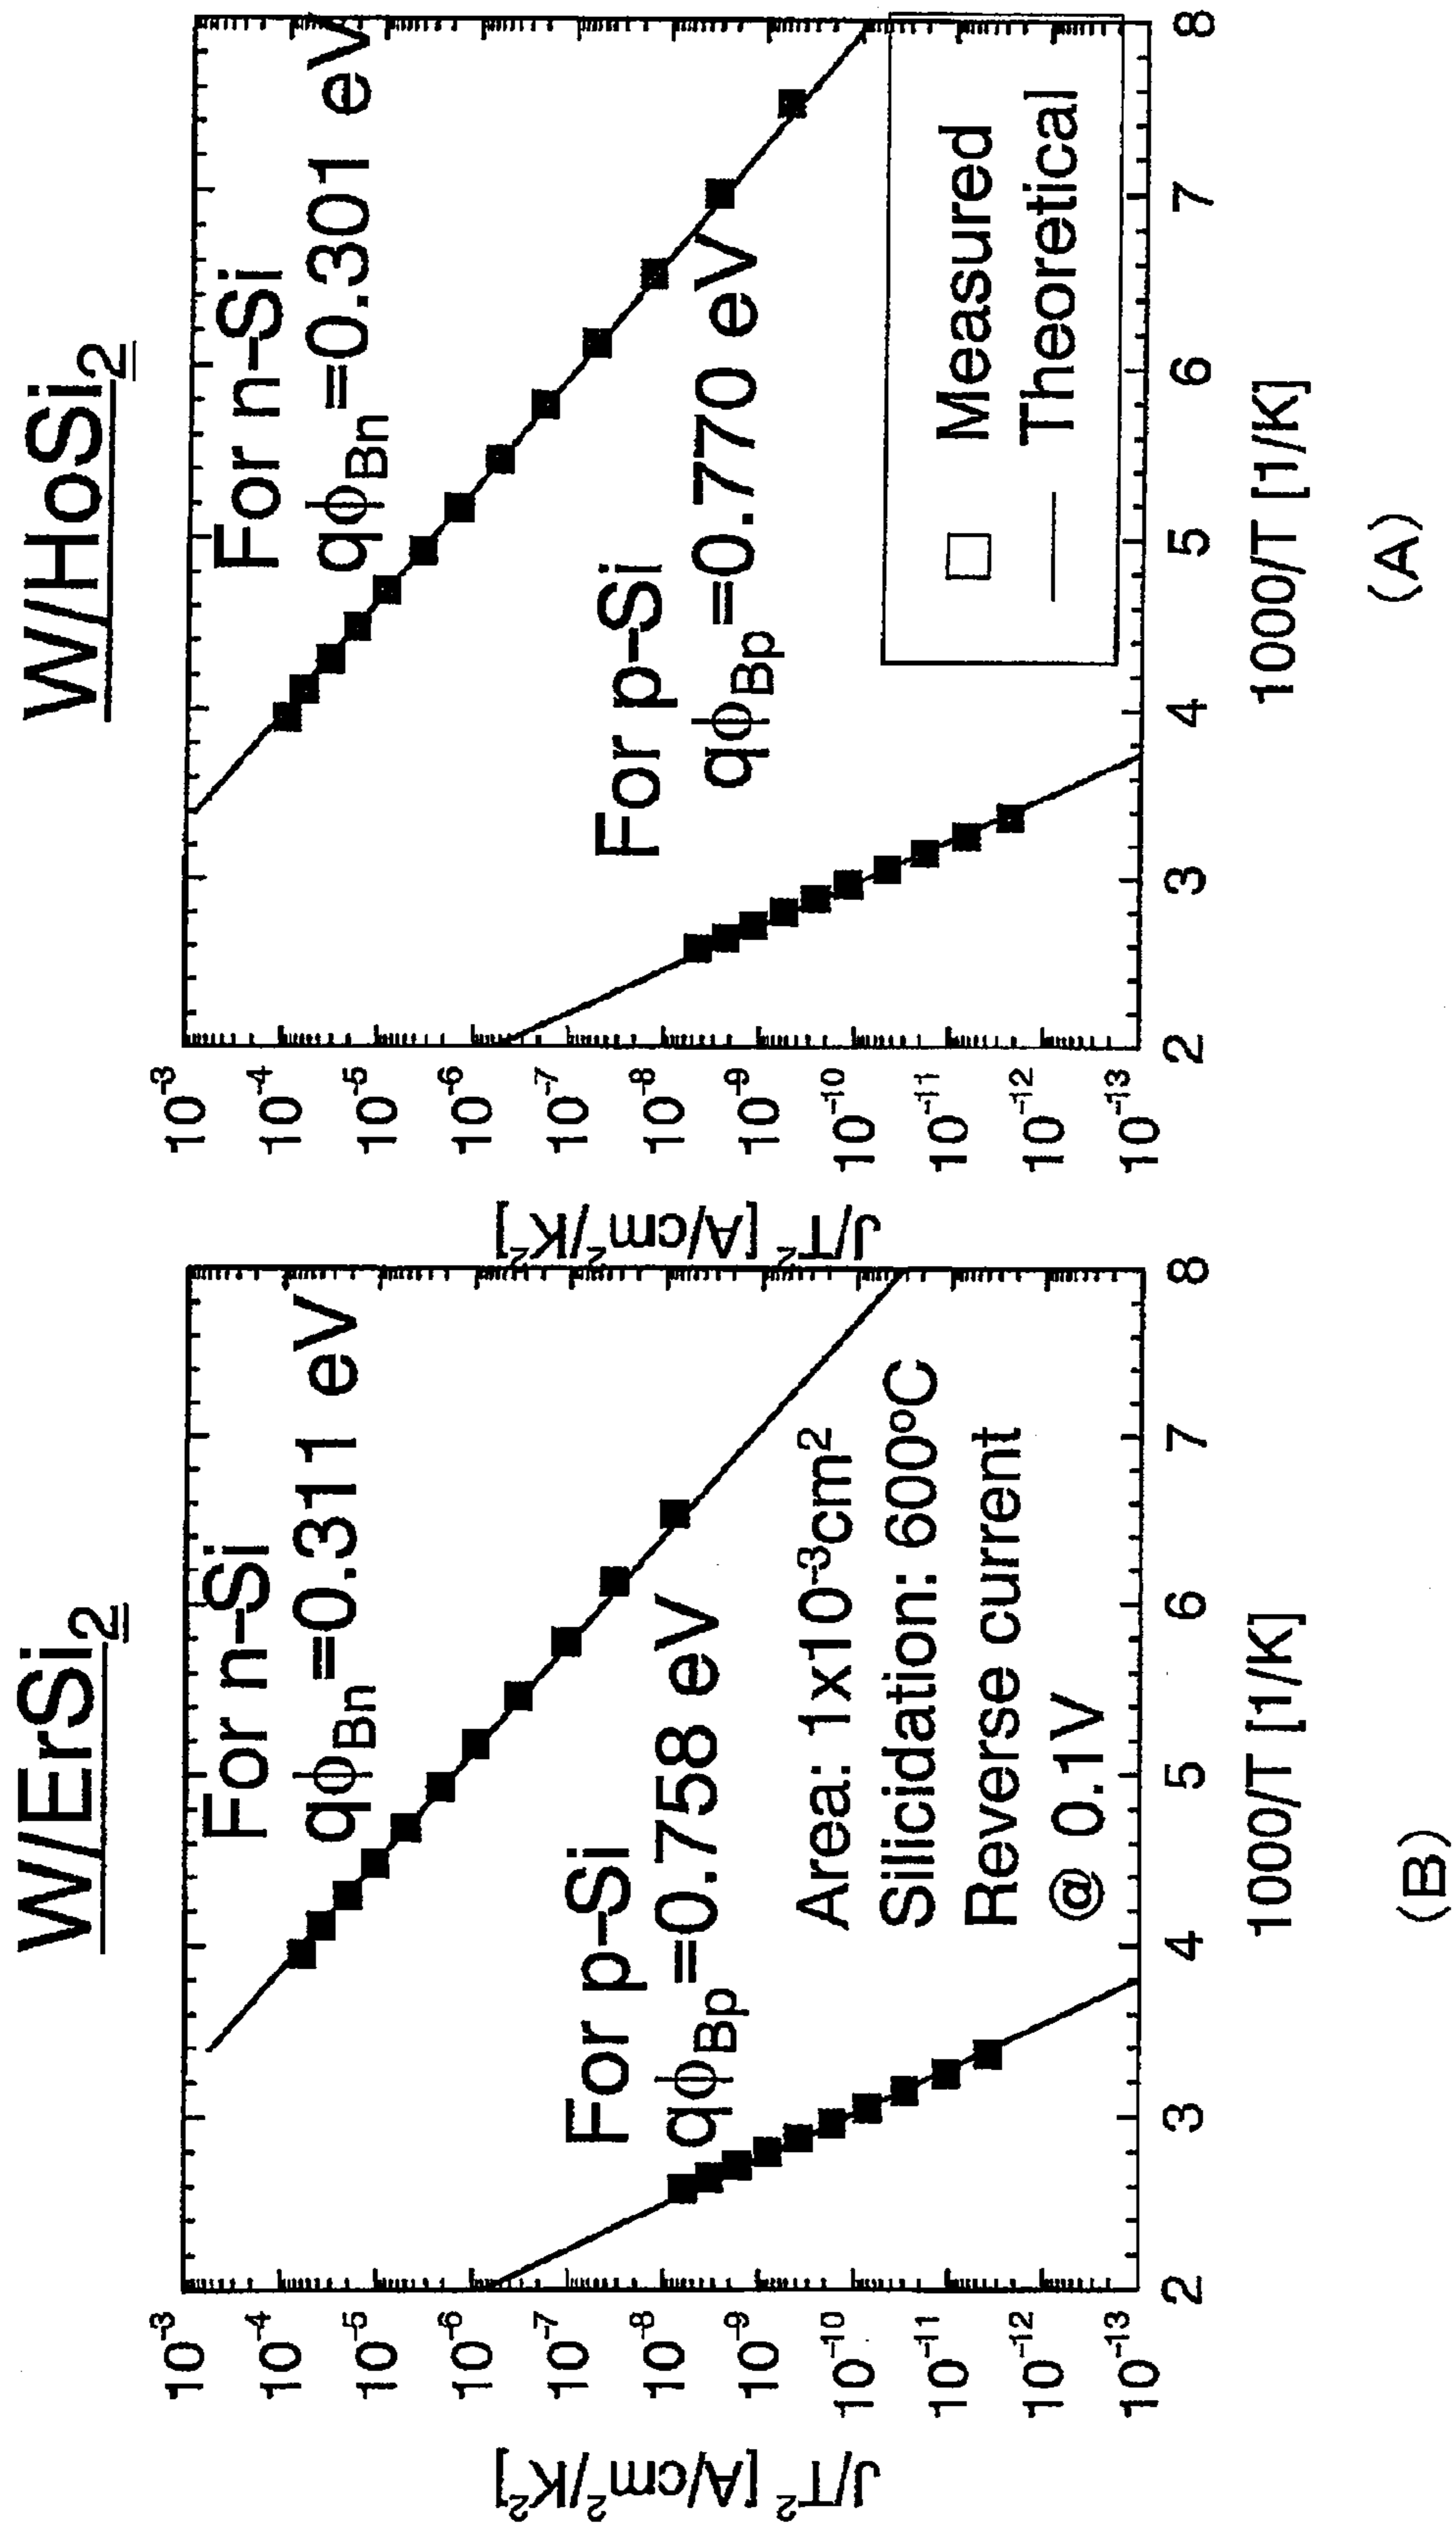 W/ErSi2
For n-Si
qϕBn=0.311 eV
For p-Si
qϕBp=0.758 eV
Area: 1x10-3cm2
Silicidation: 600oC
Reverse current
@ 0.1V
J/T2 [A/cm2/K2]
10-3
10-4
10-5
10-6
10-7
10-8
10-9
10-10
10-11
10-12
10-13
2 3 4 5 6 7 8
1000/T [1/K]
(B)
W/HoSi2
For n-Si
qϕBn=0.301 eV
For p-Si
qϕBp=0.770 eV
Measured
Theoretical
J/T2 [A/cm2/K2]
10-3
10-4
10-5
10-6
10-7
10-8
10-9
10-10
10-11
10-12
10-13
2 3 4 5 6 7 8
1000/T [1/K]
(A)